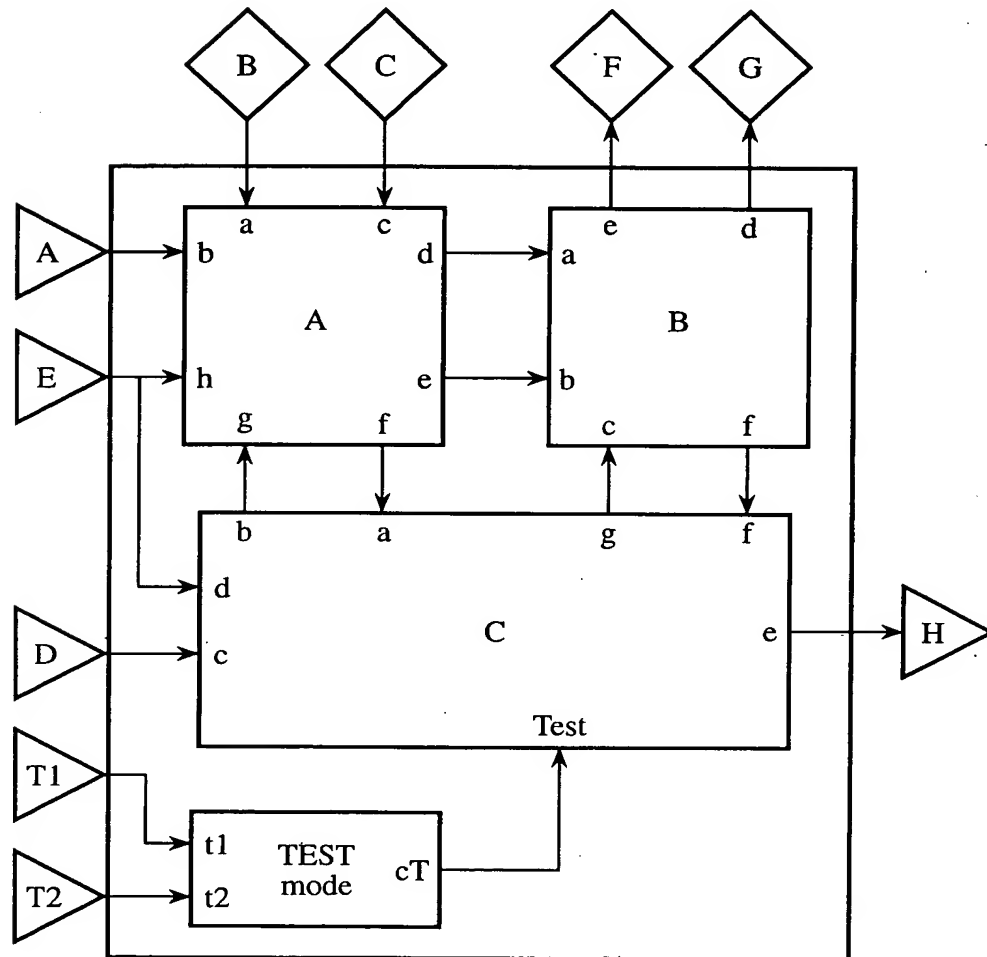 B C F G
a c e d
A b d a
A B
E h e b
g f c f
b a g f
d
C e H
D c
Test
T1
t1 TEST cT
mode
T2 t2